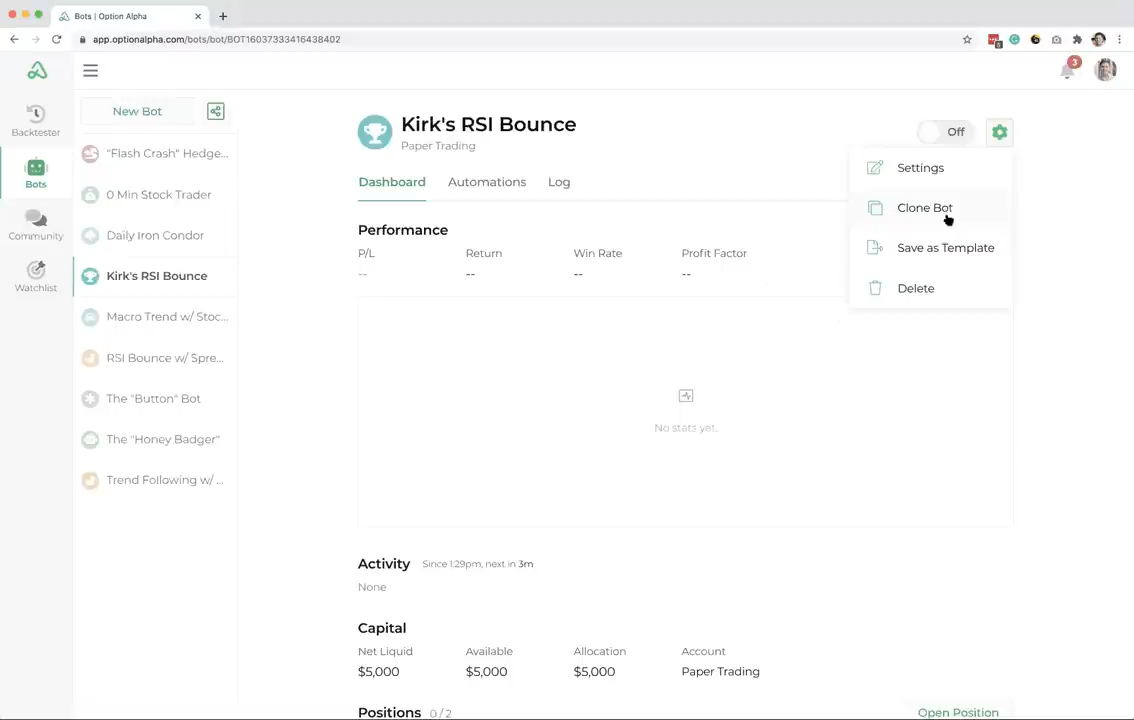 Bots | Option Alpha
app.optionalpha.com/bots/bot/BOT16037333416438402
3
Backtester
Bots
Community
Watchlist
New Bot
"Flash Crash" Hedge...
0 Min Stock Trader
Daily Iron Condor
Kirk's RSI Bounce
Macro Trend w/ Stoc...
RSI Bounce w/ Spre...
The "Button" Bot
The "Honey Badger"
Trend Following w/ ...
Kirk's RSI Bounce
Paper Trading
Off
Settings
Clone Bot
Save as Template
Delete
Dashboard Automations Log
Performance
P/L Return Win Rate Profit Factor
-- -- -- --
No stats yet.
Activity Since 1:29pm, next in 3m
None
Capital
Net Liquid Available Allocation Account
$5,000 $5,000 $5,000 Paper Trading
Positions 0 / 2 Open Position